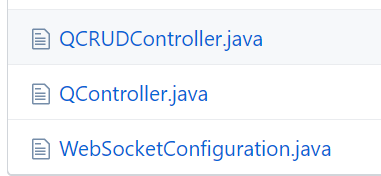 QCRUDController.java
QController.java
WebSocketConfiguration.java